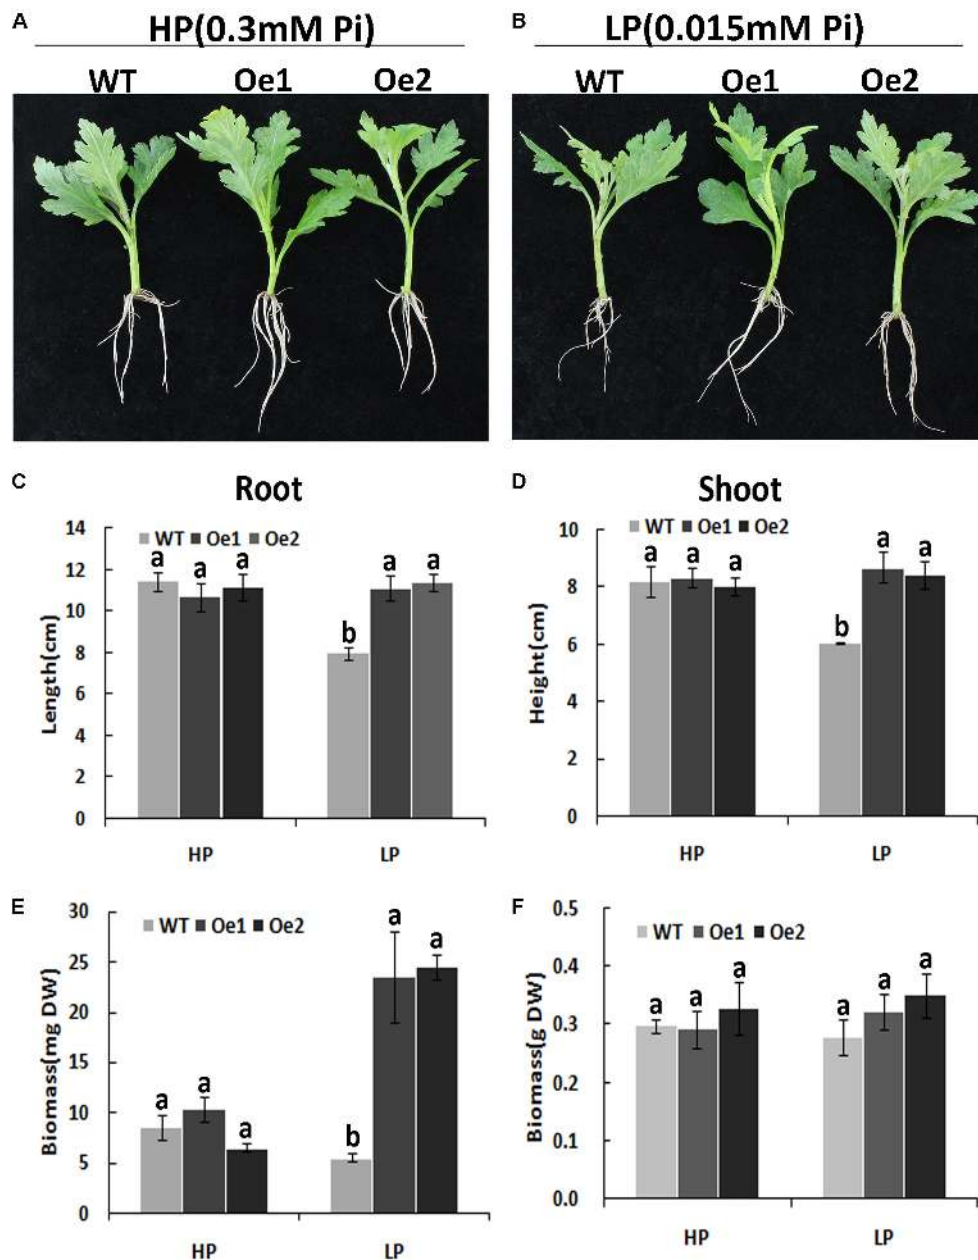 A HP(0.3mM Pi)
WT Oe1 Oe2
B LP(0.015mM Pi)
WT Oe1 Oe2
C Root
WT Oe1 Oe2
Length(cm)
14
12
10
8
6
4
2
0
a a a
b a a
HP LP
D Shoot
WT Oe1 Oe2
Height(cm)
10
8
6
4
2
0
a a a
b a a
HP LP
E
WT Oe1 Oe2
Biomass(mg DW)
30
25
20
15
10
5
0
a a a
b a a
HP LP
F
WT Oe1 Oe2
Biomass(g DW)
0.5
0.4
0.3
0.2
0.1
0.0
a a a
a a a
HP LP